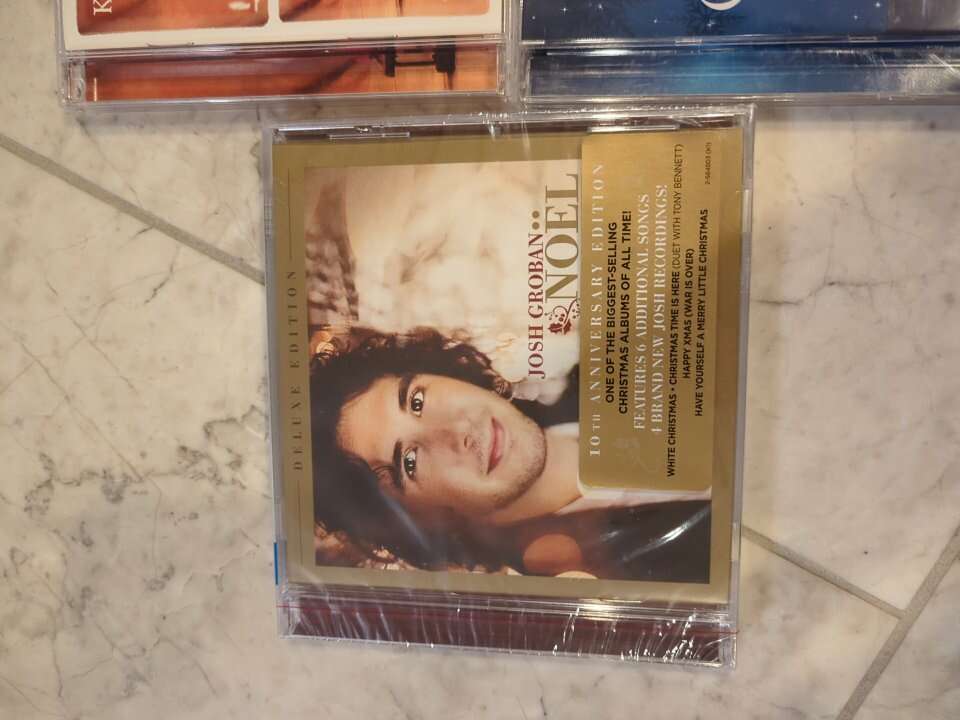 K
DELUXE EDITION
JOSH GROBAN
NOËL
10TH ANNIVERSARY EDITION
ONE OF THE BIGGEST-SELLING
CHRISTMAS ALBUMS OF ALL TIME!
FEATURES 6 ADDITIONAL SONGS
4 BRAND NEW JOSH RECORDINGS!
WHITE CHRISTMAS • CHRISTMAS TIME IS HERE (DUET WITH TONY BENNETT)
HAPPY XMAS (WAR IS OVER)
HAVE YOURSELF A MERRY LITTLE CHRISTMAS